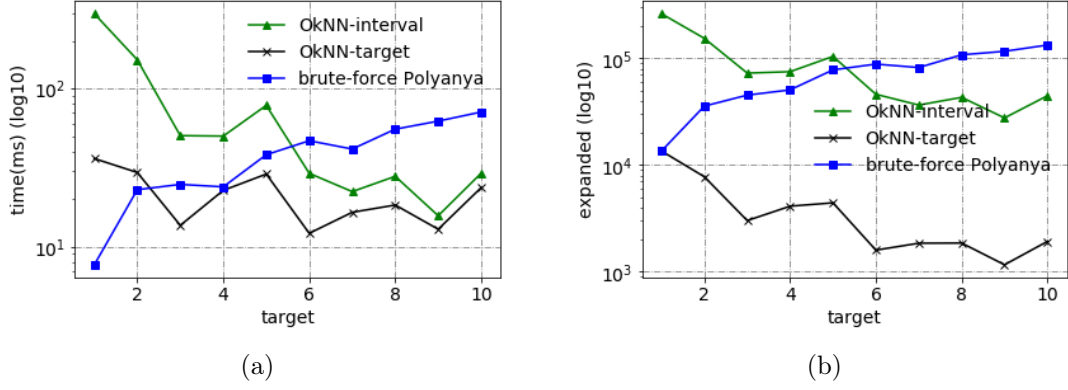 OkNN-interval
OkNN-target
brute-force Polyanya
time(ms) (log10)
10²
10¹
2 4 6 8 10
target
(a)
OkNN-interval
OkNN-target
brute-force Polyanya
expanded (log10)
10⁵
10⁴
10³
2 4 6 8 10
target
(b)